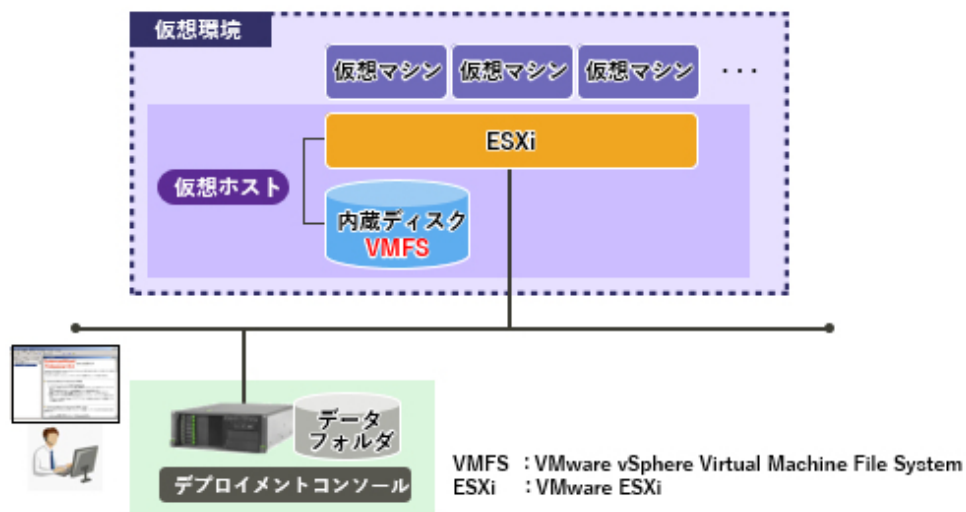 仮想環境
仮想マシン 仮想マシン 仮想マシン ・・・
ESXi
仮想ホスト
内蔵ディスク
VMFS
データ
フォルダ
デプロイメントコンソール
VMFS ：VMware vSphere Virtual Machine File System
ESXi ：VMware ESXi